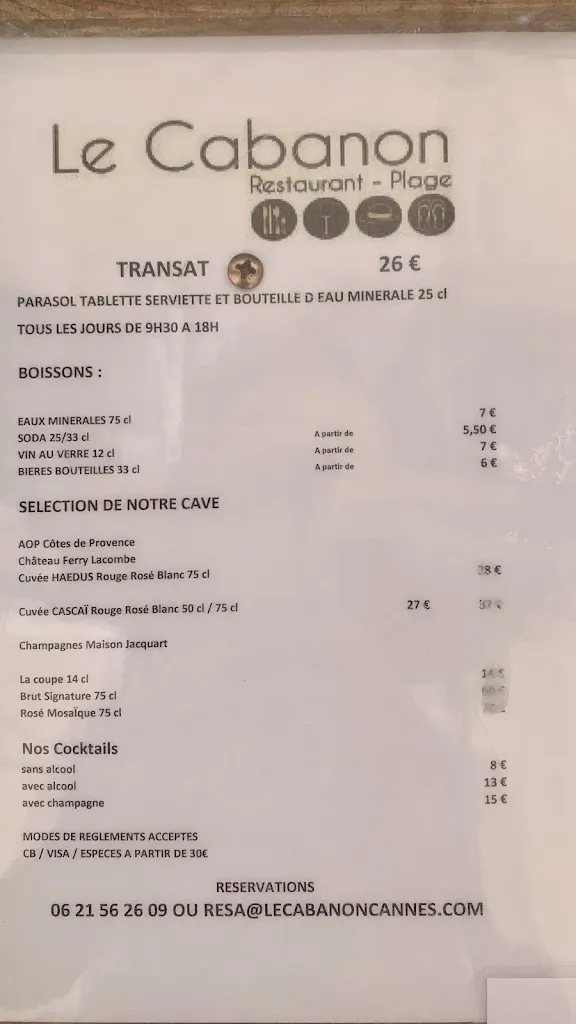 Le Cabanon
Restaurant - Plage
TRANSAT 26 €
PARASOL TABLETTE SERVIETTE ET BOUTEILLE D EAU MINERALE 25 cl
TOUS LES JOURS DE 9H30 A 18H
BOISSONS :
EAUX MINERALES 75 cl 7 €
SODA 25/33 cl A partir de 5,50 €
VIN AU VERRE 12 cl A partir de 7 €
BIERES BOUTEILLES 33 cl A partir de 6 €
SELECTION DE NOTRE CAVE
AOP Côtes de Provence
Château Ferry Lacombe
Cuvée HAEDUS Rouge Rosé Blanc 75 cl 28 €
Cuvée CASCAÏ Rouge Rosé Blanc 50 cl / 75 cl 27 € 37 €
Champagnes Maison Jacquart
La coupe 14 cl
Brut Signature 75 cl
Rosé Mosaïque 75 cl
Nos Cocktails
sans alcool 8 €
avec alcool 13 €
avec champagne 15 €
MODES DE REGLEMENTS ACCEPTES
CB / VISA / ESPECES A PARTIR DE 30€
RESERVATIONS
06 21 56 26 09 OU RESA@LECABANONCANNES.COM